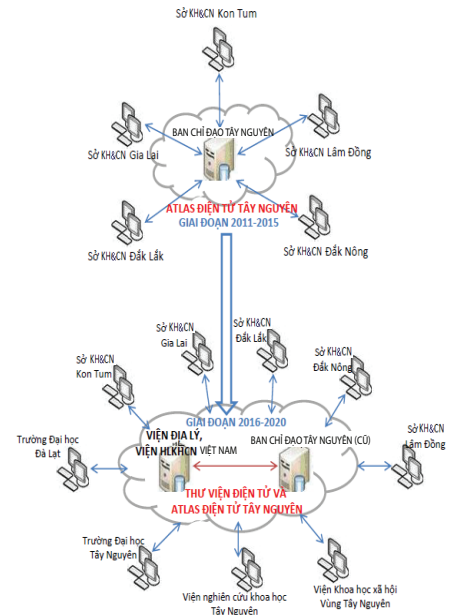 Sở KH&CN Kon Tum
BAN CHỈ ĐẠO TÂY NGUYÊN
Sở KH&CN Gia Lai
Sở KH&CN Lâm Đồng
ATLAS ĐIỆN TỬ TÂY NGUYÊN
GIAI ĐOẠN 2011-2015
Sở KH&CN Đắk Lắk
Sở KH&CN Đắk Nông
Sở KH&CN
Gia Lai
Sở KH&CN
Đắk Lắk
Sở KH&CN
Đắk Nông
Sở KH&CN
Kon Tum
GIAI ĐOẠN 2016-2020
Sở KH&CN
Lâm Đồng
Trường Đại học
Đà Lạt
VIỆN ĐỊA LÝ,
VIỆN HLKHCN VIỆT NAM
BAN CHỈ ĐẠO TÂY NGUYÊN (CŨ)
THƯ VIỆN ĐIỆN TỬ VÀ
ATLAS ĐIỆN TỬ TÂY NGUYÊN
Trường Đại học
Tây Nguyên
Viện nghiên cứu khoa học
Tây Nguyên
Viện Khoa học xã hội
Vùng Tây Nguyên